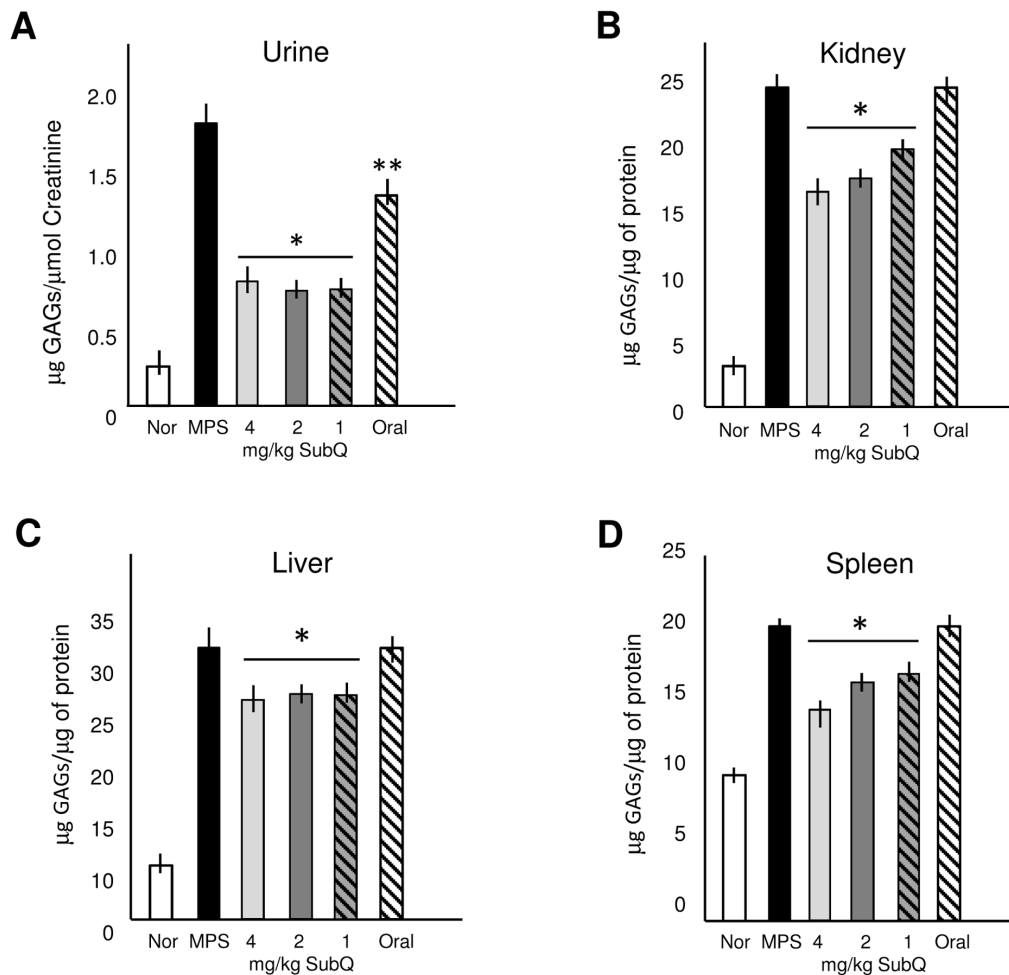 A
Urine
µg GAGs/µmol Creatinine
2.0
1.5
1.0
0.5
0
*
**
Nor MPS 4 2 1 Oral
mg/kg SubQ
B
Kidney
µg GAGs/µg of protein
25
20
15
10
5
0
*
Nor MPS 4 2 1 Oral
mg/kg SubQ
C
Liver
µg GAGs/µg of protein
35
30
25
20
15
10
0
*
Nor MPS 4 2 1 Oral
mg/kg SubQ
D
Spleen
µg GAGs/µg of protein
25
20
15
10
5
0
*
Nor MPS 4 2 1 Oral
mg/kg SubQ